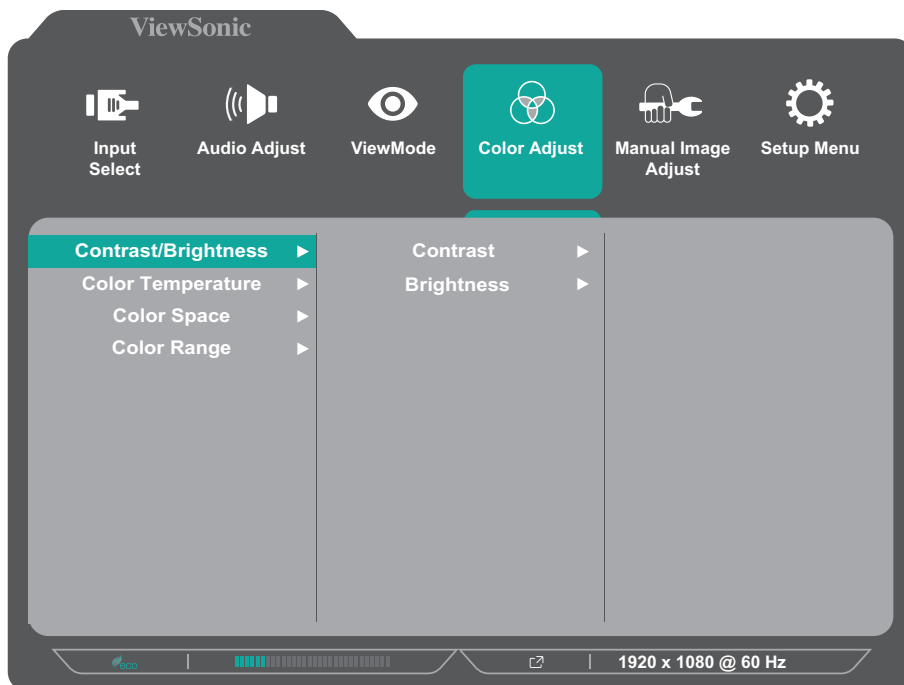 ViewSonic
Input
Select
Audio Adjust
ViewMode
Color Adjust
Manual Image
Adjust
Setup Menu
Contrast/Brightness
Color Temperature
Color Space
Color Range
Contrast
Brightness
eco
1920 x 1080 @ 60 Hz